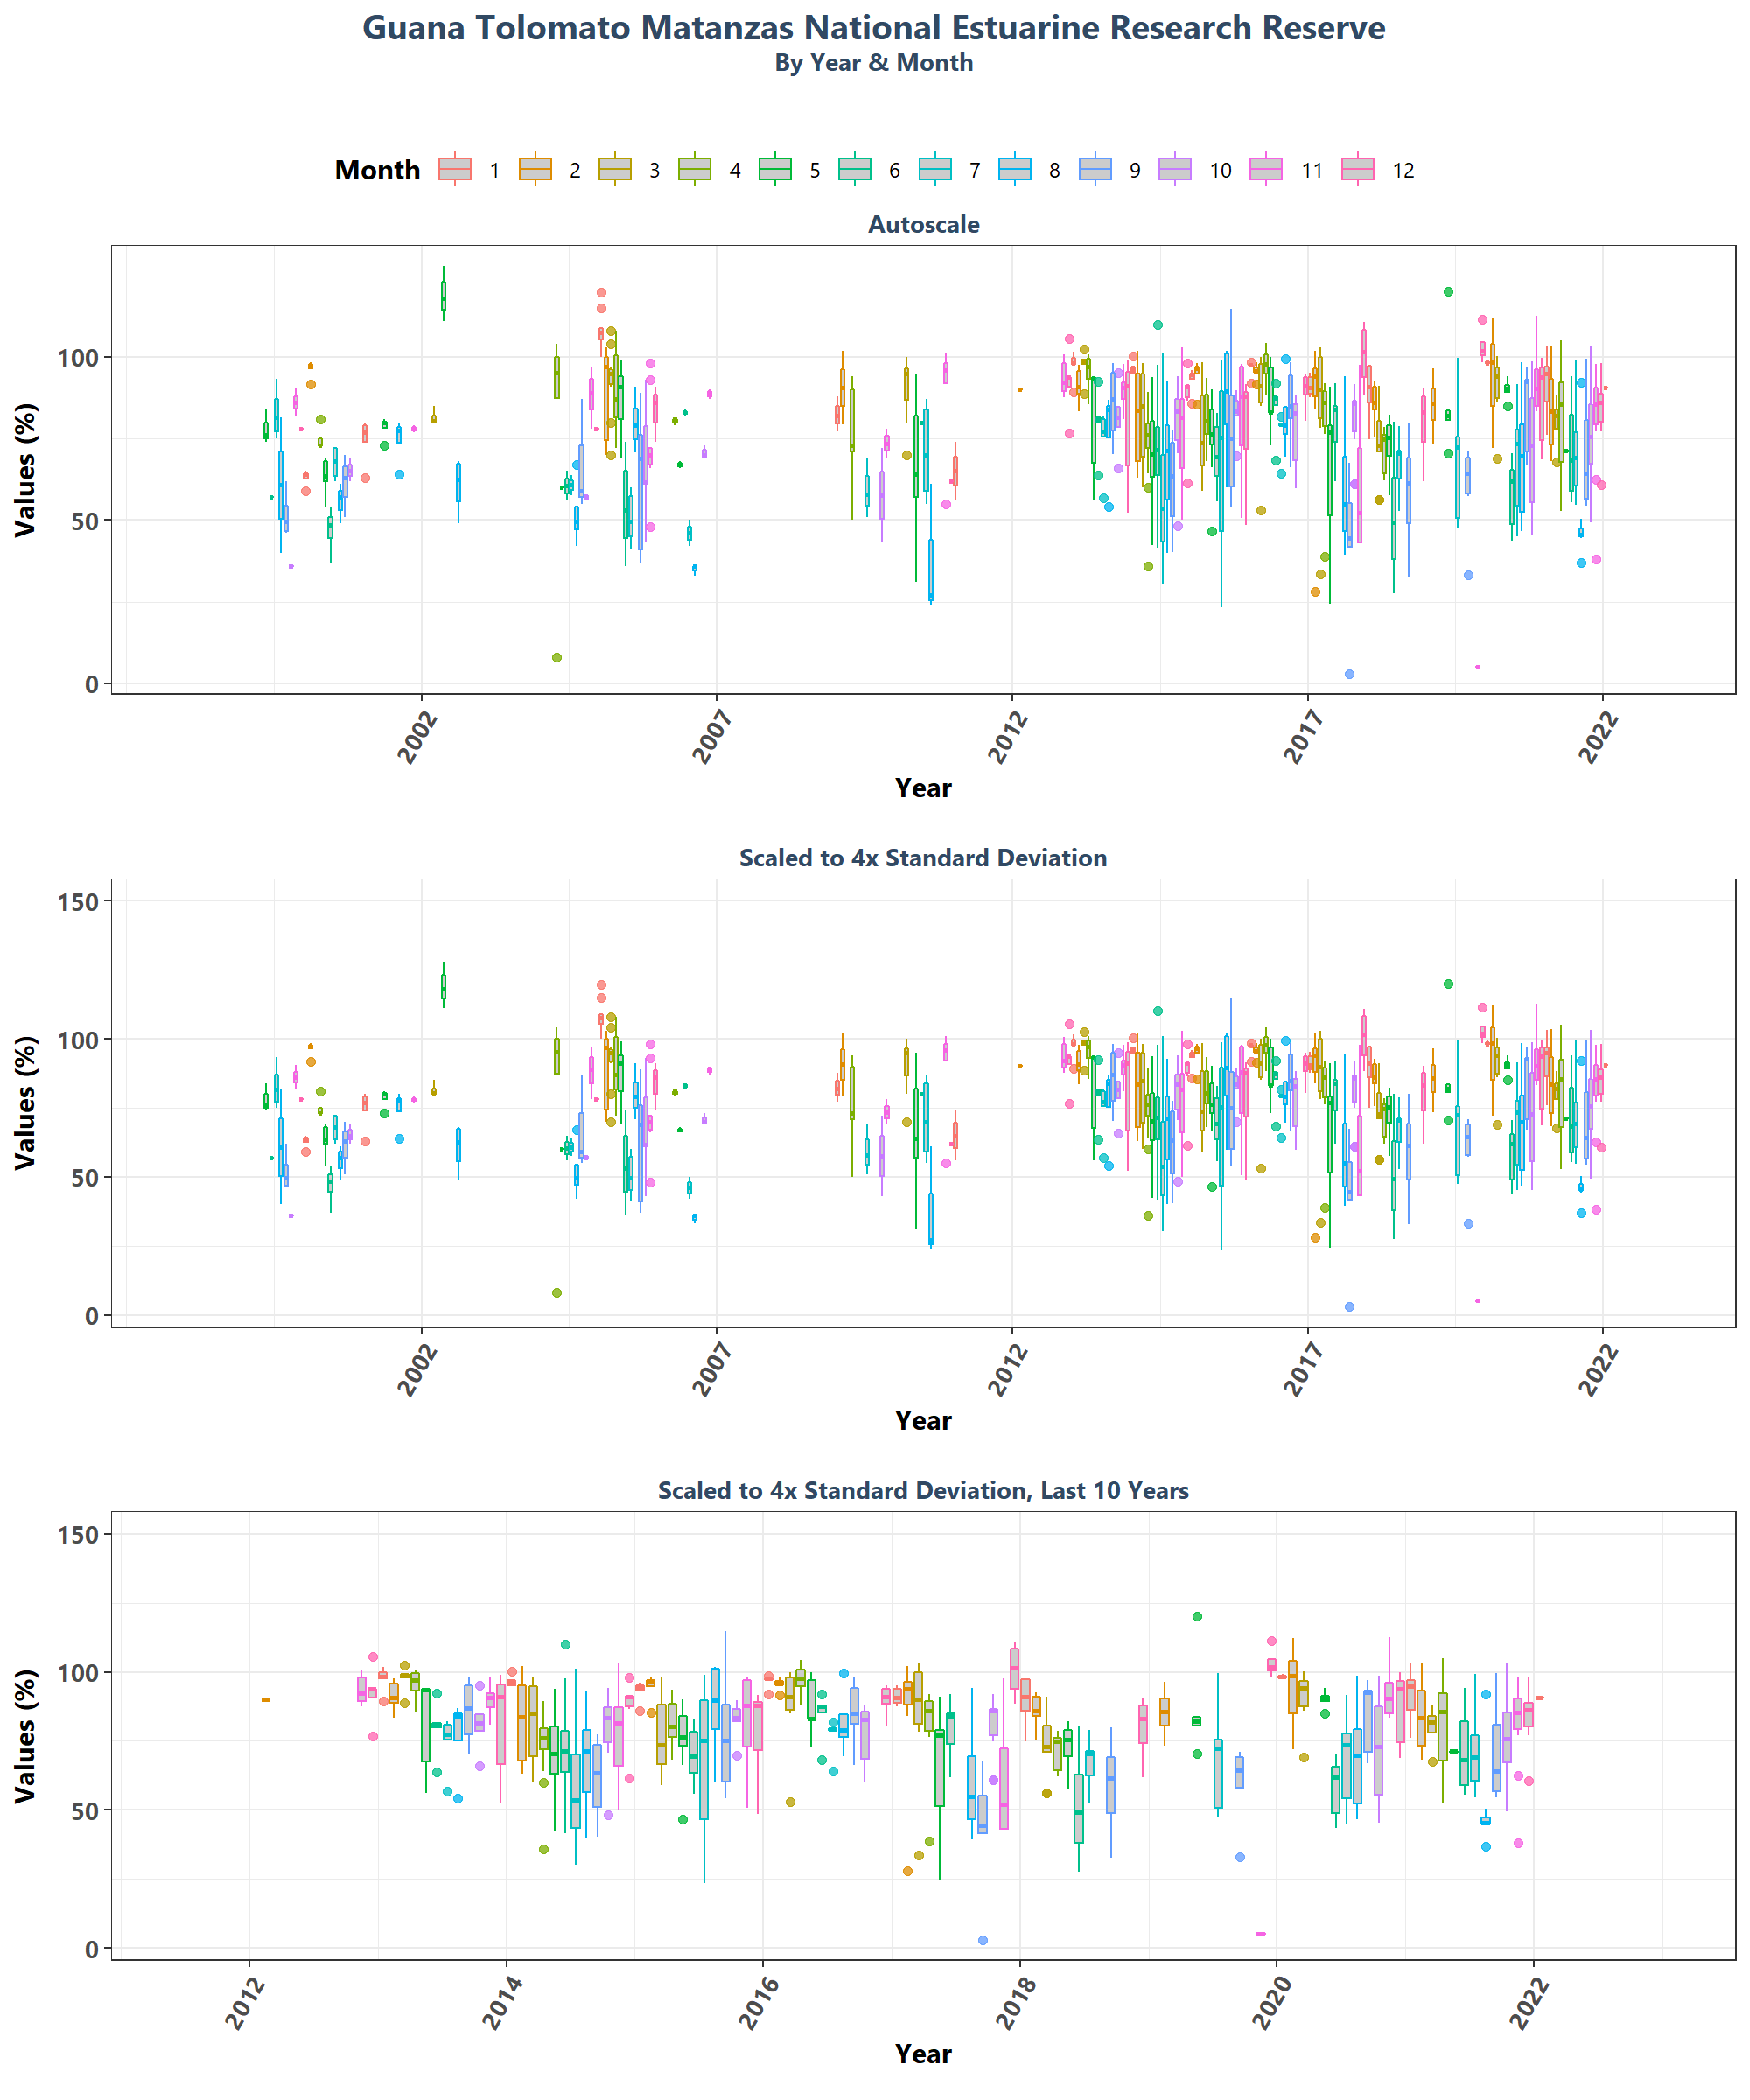 Guana Tolomato Matanzas National Estuarine Research Reserve
By Year & Month
Month 1 2 3 4 5 6 7 8 9 10 11 12
Autoscale
Values (%)
100
50
0
2002 2007 2012 2017 2022
Year
Scaled to 4x Standard Deviation
Values (%)
150
100
50
0
2002 2007 2012 2017 2022
Year
Scaled to 4x Standard Deviation, Last 10 Years
Values (%)
150
100
50
0
2012 2014 2016 2018 2020 2022
Year